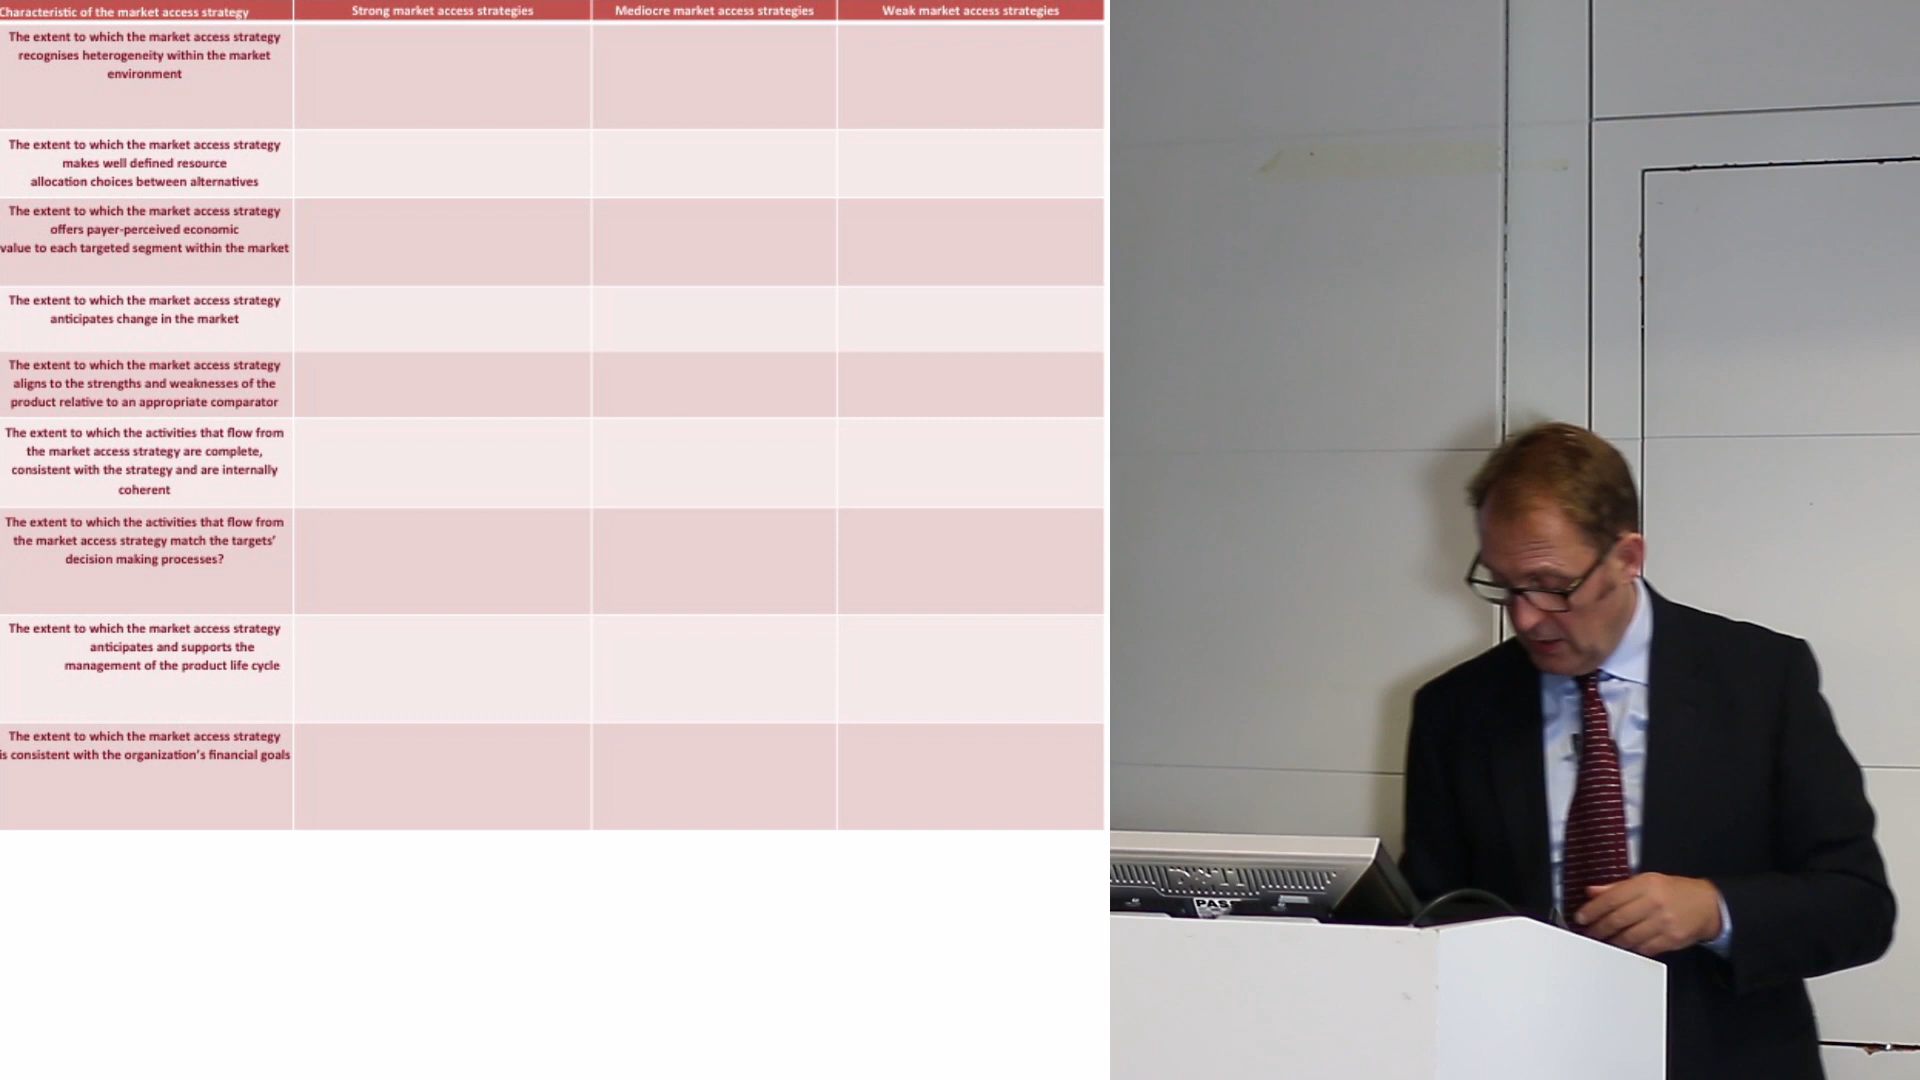 Characteristic of the market access strategy
Strong market access strategies
Mediocre market access strategies
Weak market access strategies
The extent to which the market access strategy
recognises heterogeneity within the market
environment
The extent to which the market access strategy
makes well defined resource
allocation choices between alternatives
The extent to which the market access strategy
offers payer-perceived economic
value to each targeted segment within the market
The extent to which the market access strategy
anticipates change in the market
The extent to which the market access strategy
aligns to the strengths and weaknesses of the
product relative to an appropriate comparator
The extent to which the activities that flow from
the market access strategy are complete,
consistent with the strategy and are internally
coherent
The extent to which the activities that flow from
the market access strategy match the targets'
decision making processes?
The extent to which the market access strategy
anticipates and supports the
management of the product life cycle
The extent to which the market access strategy
is consistent with the organization's financial goals
PASS